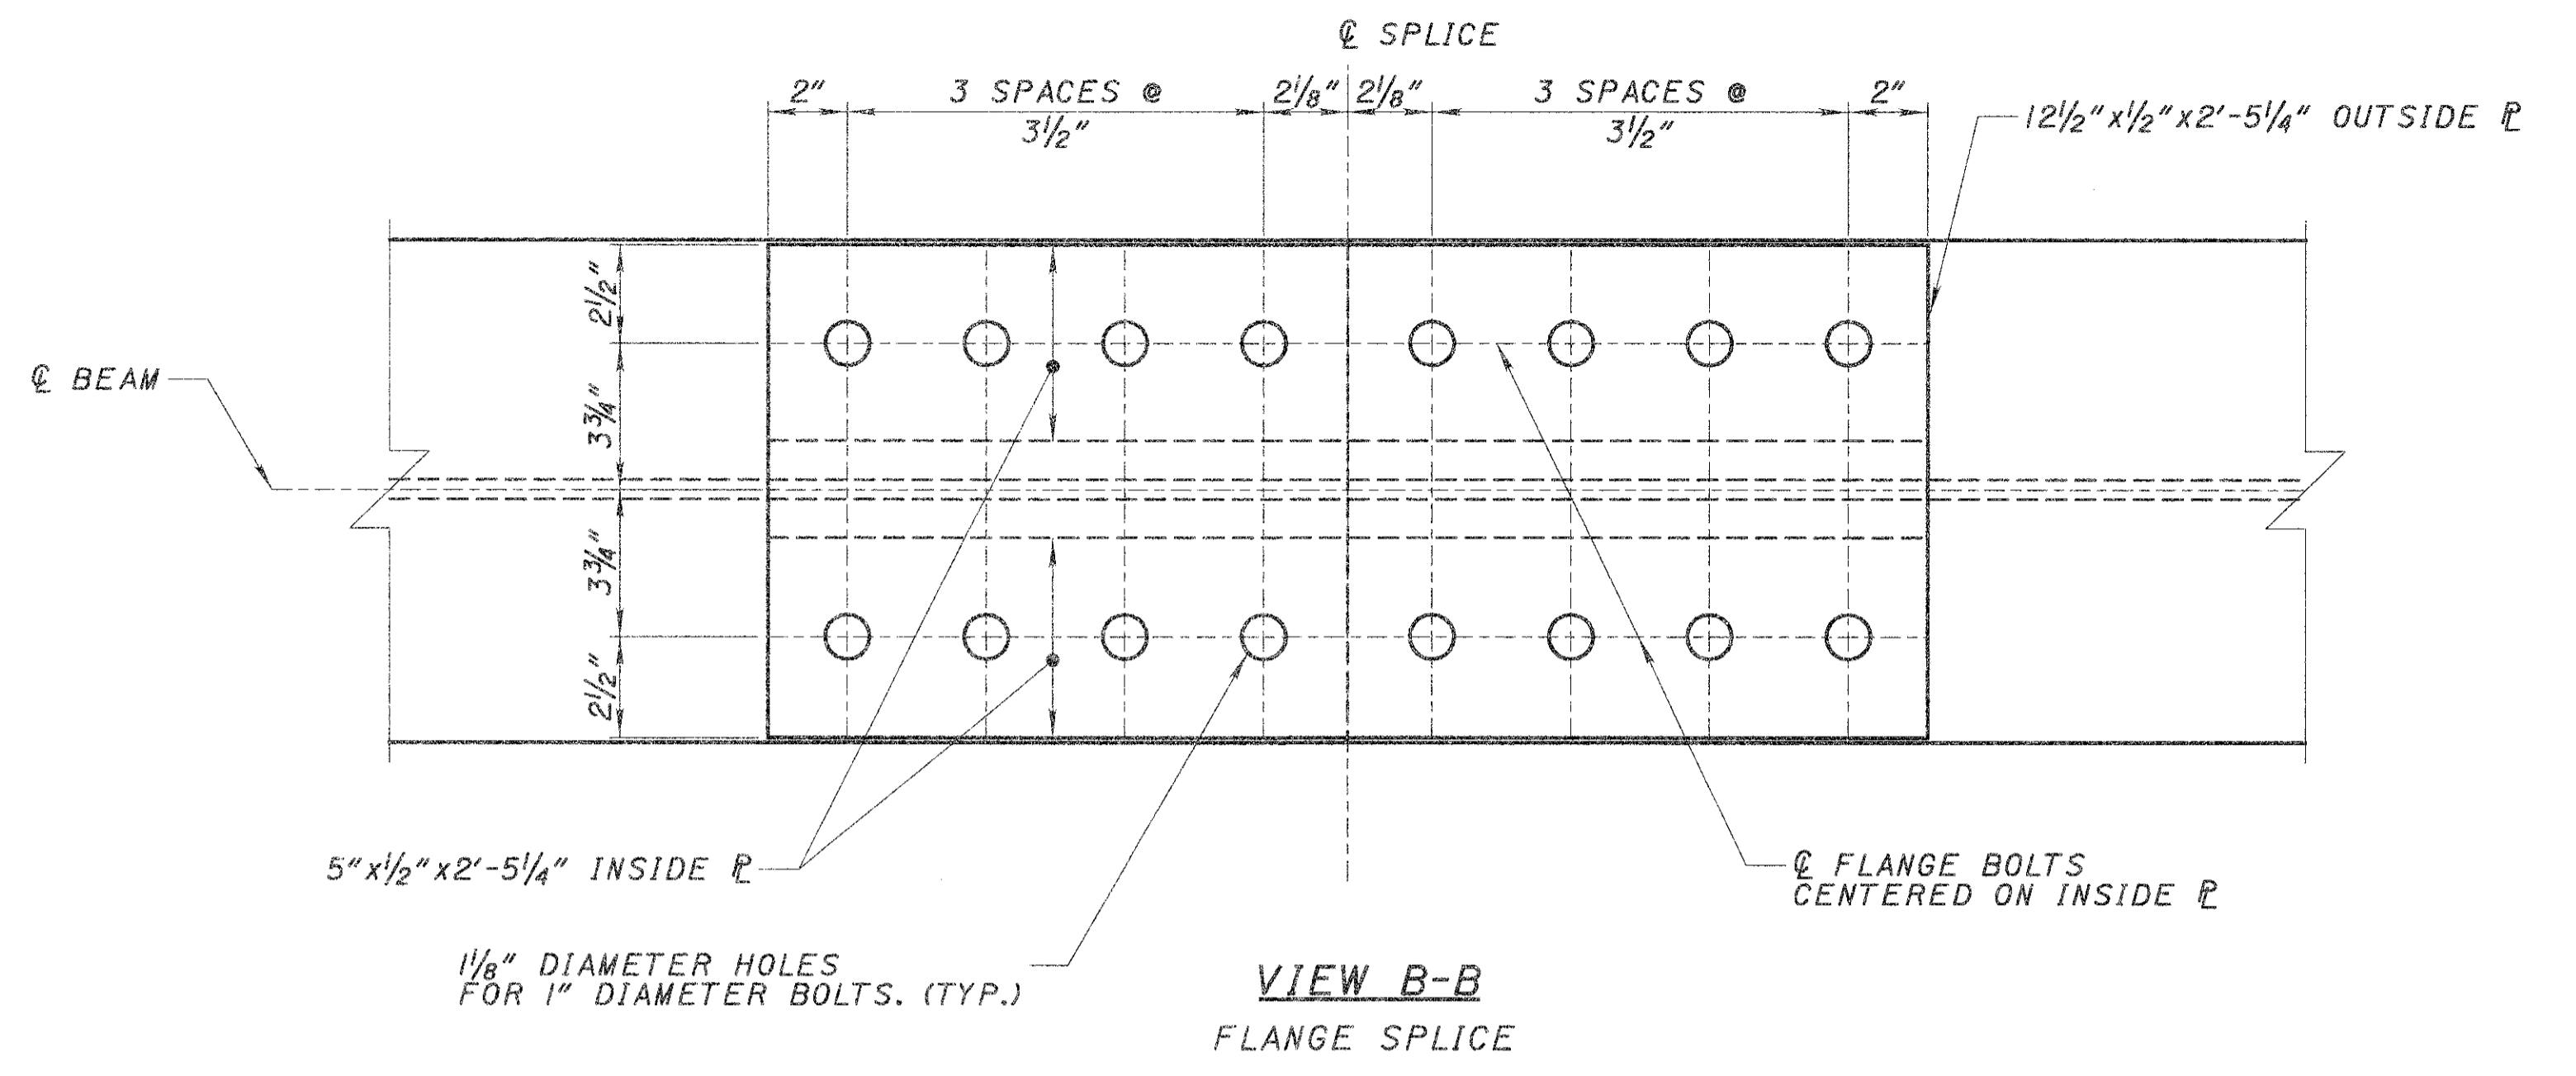 ℄ SPLICE
2" 3 SPACES @ 2⅛" 2⅛" 3 SPACES @ 2"
3½" 3½"
12½"x½"x2'-5¼" OUTSIDE ⅊
2½"
3¾"
℄ BEAM
3¾"
2½"
5"x½"x2'-5¼" INSIDE ⅊
℄ FLANGE BOLTS
CENTERED ON INSIDE ⅊
1⅛" DIAMETER HOLES
FOR 1" DIAMETER BOLTS. (TYP.)
VIEW B-B
FLANGE SPLICE